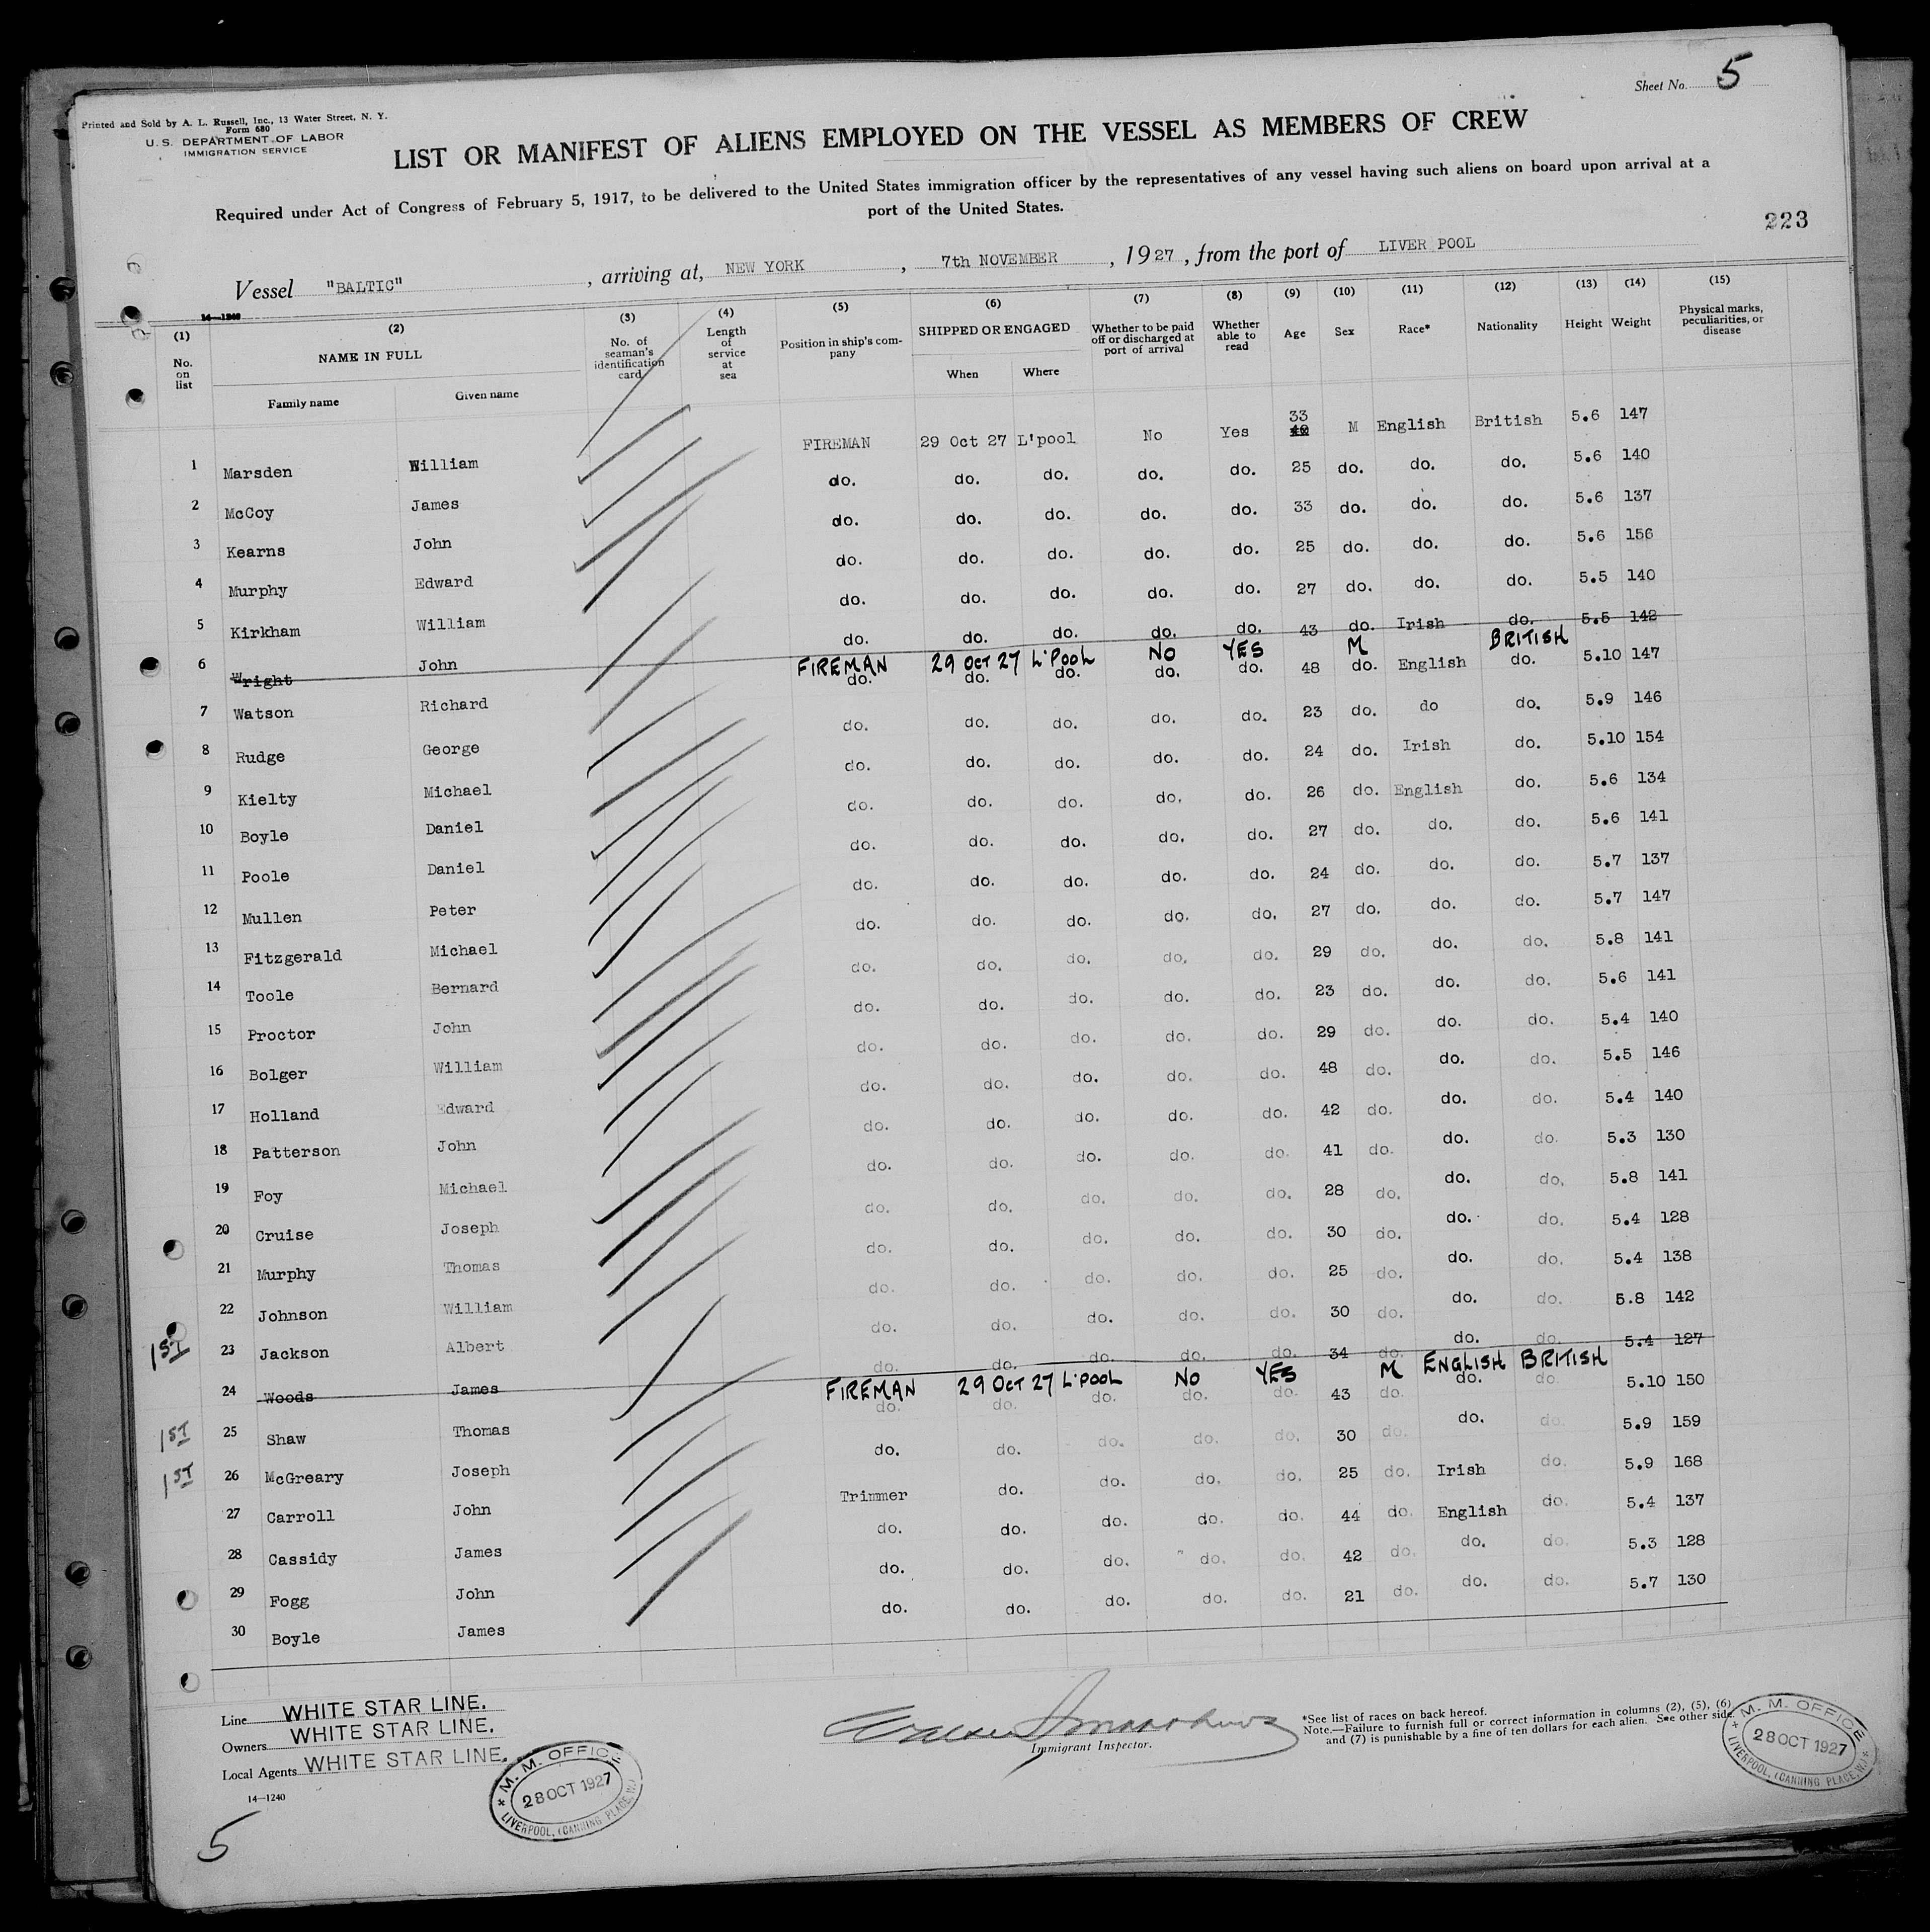 Sheet No. 5
Printed and Sold by A. L. Russell, Inc., 13 Water Street, N. Y.
Form 680
U. S. DEPARTMENT OF LABOR
IMMIGRATION SERVICE
LIST OR MANIFEST OF ALIENS EMPLOYED ON THE VESSEL AS MEMBERS OF CREW
Required under Act of Congress of February 5, 1917, to be delivered to the United States immigration officer by the representatives of any vessel having such aliens on board upon arrival at a
port of the United States.
223
Vessel "BALTIC" , arriving at, NEW YORK , 7th NOVEMBER , 1927 , from the port of LIVER POOL
14—1240
(1) (2) (3) (4) (5) (6) (7) (8) (9) (10) (11) (12) (13) (14) (15)
No. on list NAME IN FULL No. of seaman's identification card Length of service at sea Position in ship's company SHIPPED OR ENGAGED Whether to be paid off or discharged at port of arrival Whether able to read Age Sex Race* Nationality Height Weight Physical marks, peculiarities, or disease
Family name Given name When Where
1 Marsden William FIREMAN 29 Oct 27 L'pool No Yes 33 M English British 5.6 147
2 McCoy James do. do. do. do. do. 25 do. do. do. 5.6 140
3 Kearns John do. do. do. do. do. 33 do. do. do. 5.6 137
4 Murphy Edward do. do. do. do. do. 25 do. do. do. 5.6 156
5 Kirkham William do. do. do. do. do. 27 do. do. do. 5.5 140
6 Wright John do. do. do. do. do. 43 do. Irish do. 5.5 142
FIREMAN 29 OCT 27 L'POOL NO YES M BRITISH
7 Watson Richard do. do. do. do. do. 48 do. English do. 5.10 147
8 Rudge George do. do. do. do. do. 23 do. do do. 5.9 146
9 Kielty Michael do. do. do. do. do. 24 do. Irish do. 5.10 154
10 Boyle Daniel do. do. do. do. do. 26 do. English do. 5.6 134
11 Poole Daniel do. do. do. do. do. 27 do. do. do. 5.6 141
12 Mullen Peter do. do. do. do. do. 24 do. do. do. 5.7 137
13 Fitzgerald Michael do. do. do. do. do. 27 do. do. do. 5.7 147
14 Toole Bernard do. do. do. do. do. 29 do. do. do. 5.8 141
15 Proctor John do. do. do. do. do. 23 do. do. do. 5.6 141
16 Bolger William do. do. do. do. do. 29 do. do. do. 5.4 140
17 Holland Edward do. do. do. do. do. 48 do. do. do. 5.5 146
18 Patterson John do. do. do. do. do. 42 do. do. do. 5.4 140
19 Foy Michael do. do. do. do. do. 41 do. do. do. 5.3 130
20 Cruise Joseph do. do. do. do. do. 28 do. do. do. 5.8 141
21 Murphy Thomas do. do. do. do. do. 30 do. do. do. 5.4 128
22 Johnson William do. do. do. do. do. 25 do. do. do. 5.4 138
1ST 23 Jackson Albert do. do. do. do. do. 30 do. do. do. 5.8 142
24 Woods James do. do. do. do. do. 34 do. do. do. 5.4 127
FIREMAN 29 OCT 27 L'POOL NO YES M ENGLISH BRITISH
1ST 25 Shaw Thomas do. do. do. do. do. 43 do. do. do. 5.10 150
1ST 26 McGreary Joseph do. do. do. do. do. 30 do. do. do. 5.9 159
27 Carroll John Trimmer do. do. do. do. 25 do. Irish do. 5.9 168
28 Cassidy James do. do. do. do. do. 44 do. English do. 5.4 137
29 Fogg John do. do. do. do. do. 42 do. do. do. 5.3 128
30 Boyle James do. do. do. do. do. 21 do. do. do. 5.7 130
Line WHITE STAR LINE.
Owners WHITE STAR LINE.
Local Agents WHITE STAR LINE.
14—1240
5
M. M. OFFICE
28 OCT 1927
LIVERPOOL, (CANNING PLACE, W.)
Immigrant Inspector.
*See list of races on back hereof.
Note.—Failure to furnish full or correct information in columns (2), (5), (6)
and (7) is punishable by a fine of ten dollars for each alien. See other side.
M. M. OFFICE
28 OCT 1927
LIVERPOOL, (CANNING PLACE, W.)